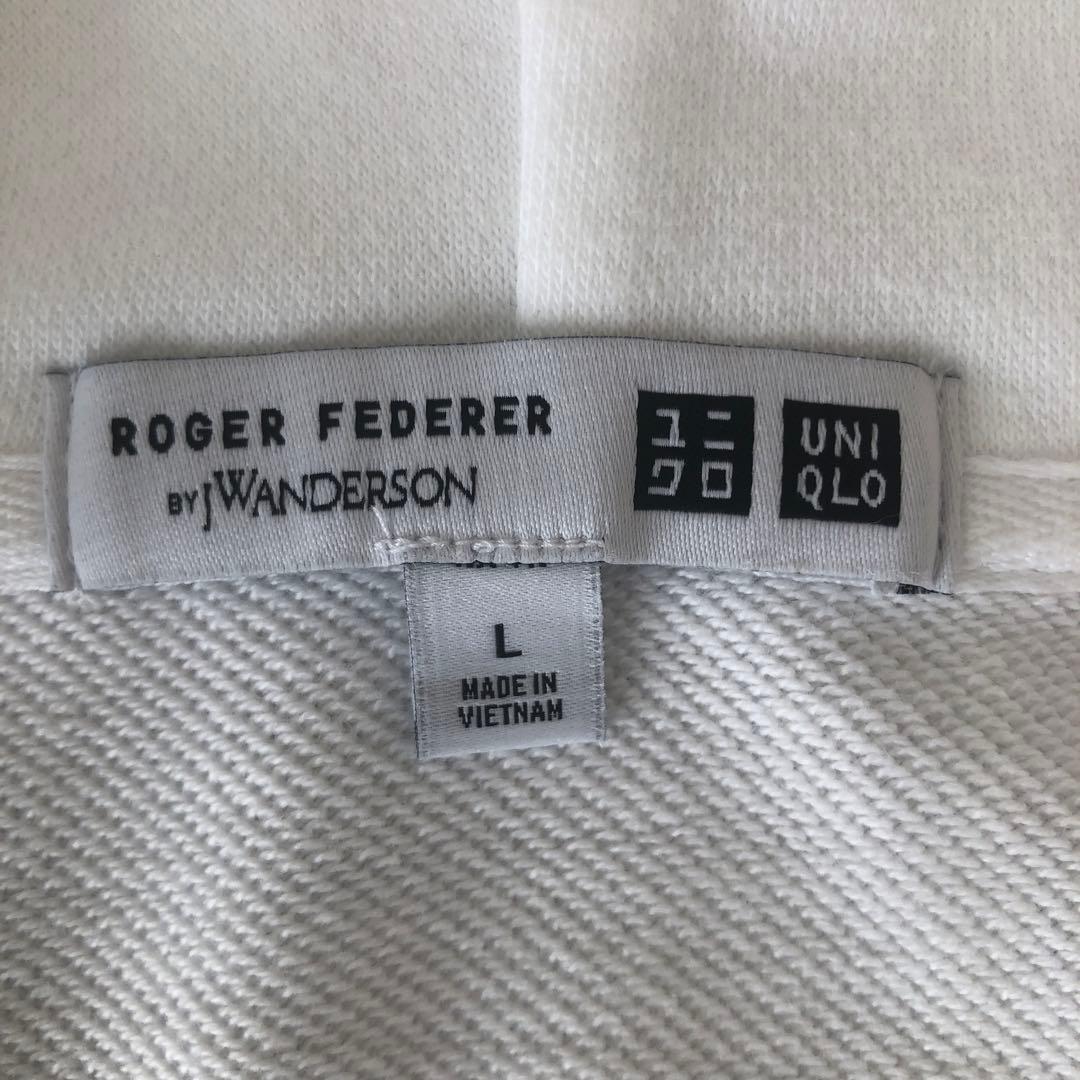 ROGER FEDERER
BY JWANDERSON
ユニ
クロ
UNI
QLO
L
MADE IN
VIETNAM